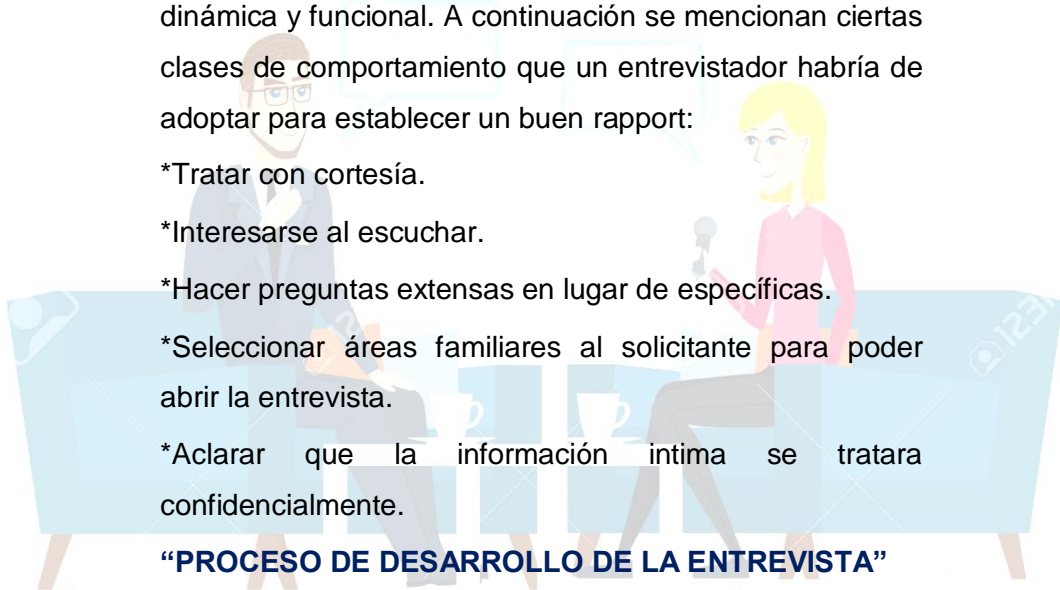 dinámica y funcional. A continuación se mencionan ciertas
clases de comportamiento que un entrevistador habría de
adoptar para establecer un buen rapport:
*Tratar con cortesía.
*Interesarse al escuchar.
*Hacer preguntas extensas en lugar de específicas.
*Seleccionar áreas familiares al solicitante para poder
abrir la entrevista.
*Aclarar que la información intima se tratara
confidencialmente.
“PROCESO DE DESARROLLO DE LA ENTREVISTA”